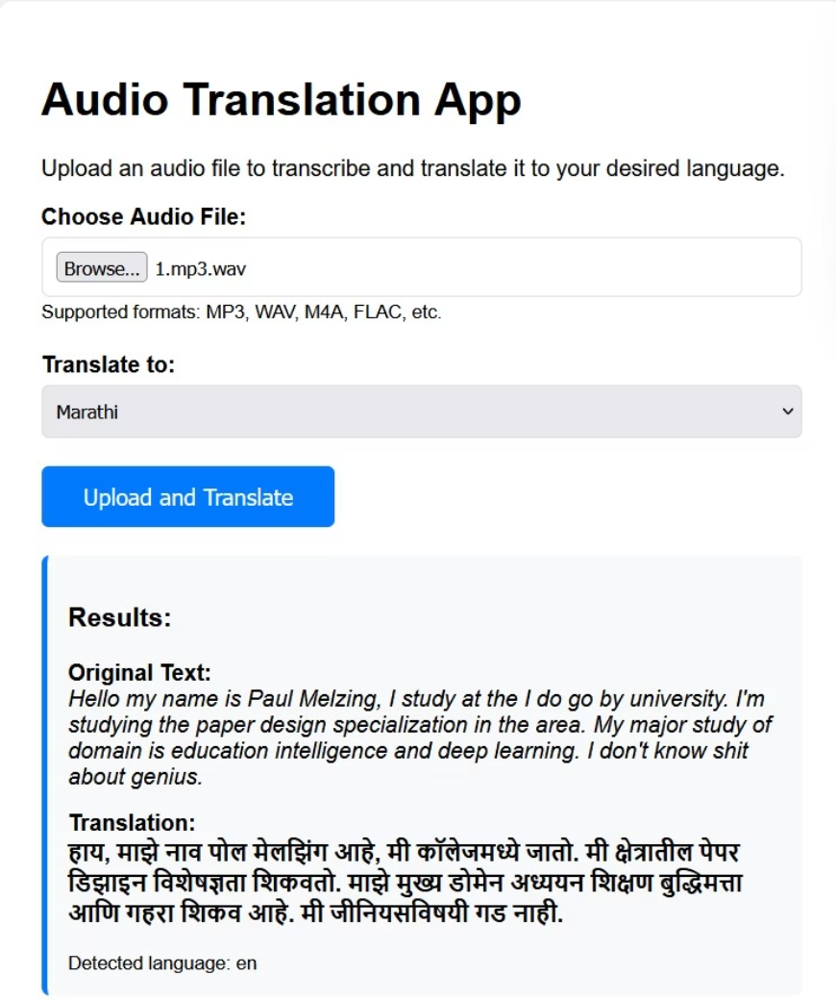 Audio Translation App
Upload an audio file to transcribe and translate it to your desired language.
Choose Audio File:
Browse... 1.mp3.wav
Supported formats: MP3, WAV, M4A, FLAC, etc.
Translate to:
Marathi
Upload and Translate
Results:
Original Text:
Hello my name is Paul Melzing, I study at the I do go by university. I'm
studying the paper design specialization in the area. My major study of
domain is education intelligence and deep learning. I don't know shit
about genius.
Translation:
हाय, माझे नाव पोल मेलझिंग आहे, मी कॉलेजमध्ये जातो. मी क्षेत्रातील पेपर
डिझाइन विशेषज्ञता शिकवतो. माझे मुख्य डोमेन अध्ययन शिक्षण बुद्धिमत्ता
आणि गहरा शिकव आहे. मी जीनियसविषयी गड नाही.
Detected language: en